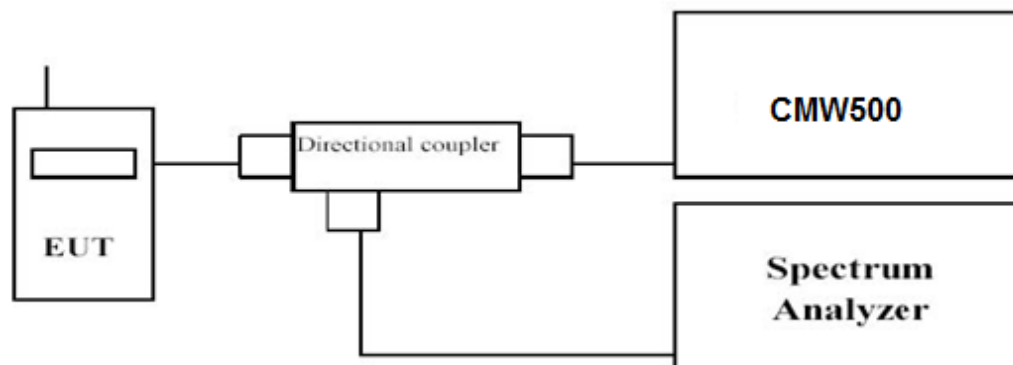 CMW500
Directional coupler
EUT
Spectrum
Analyzer